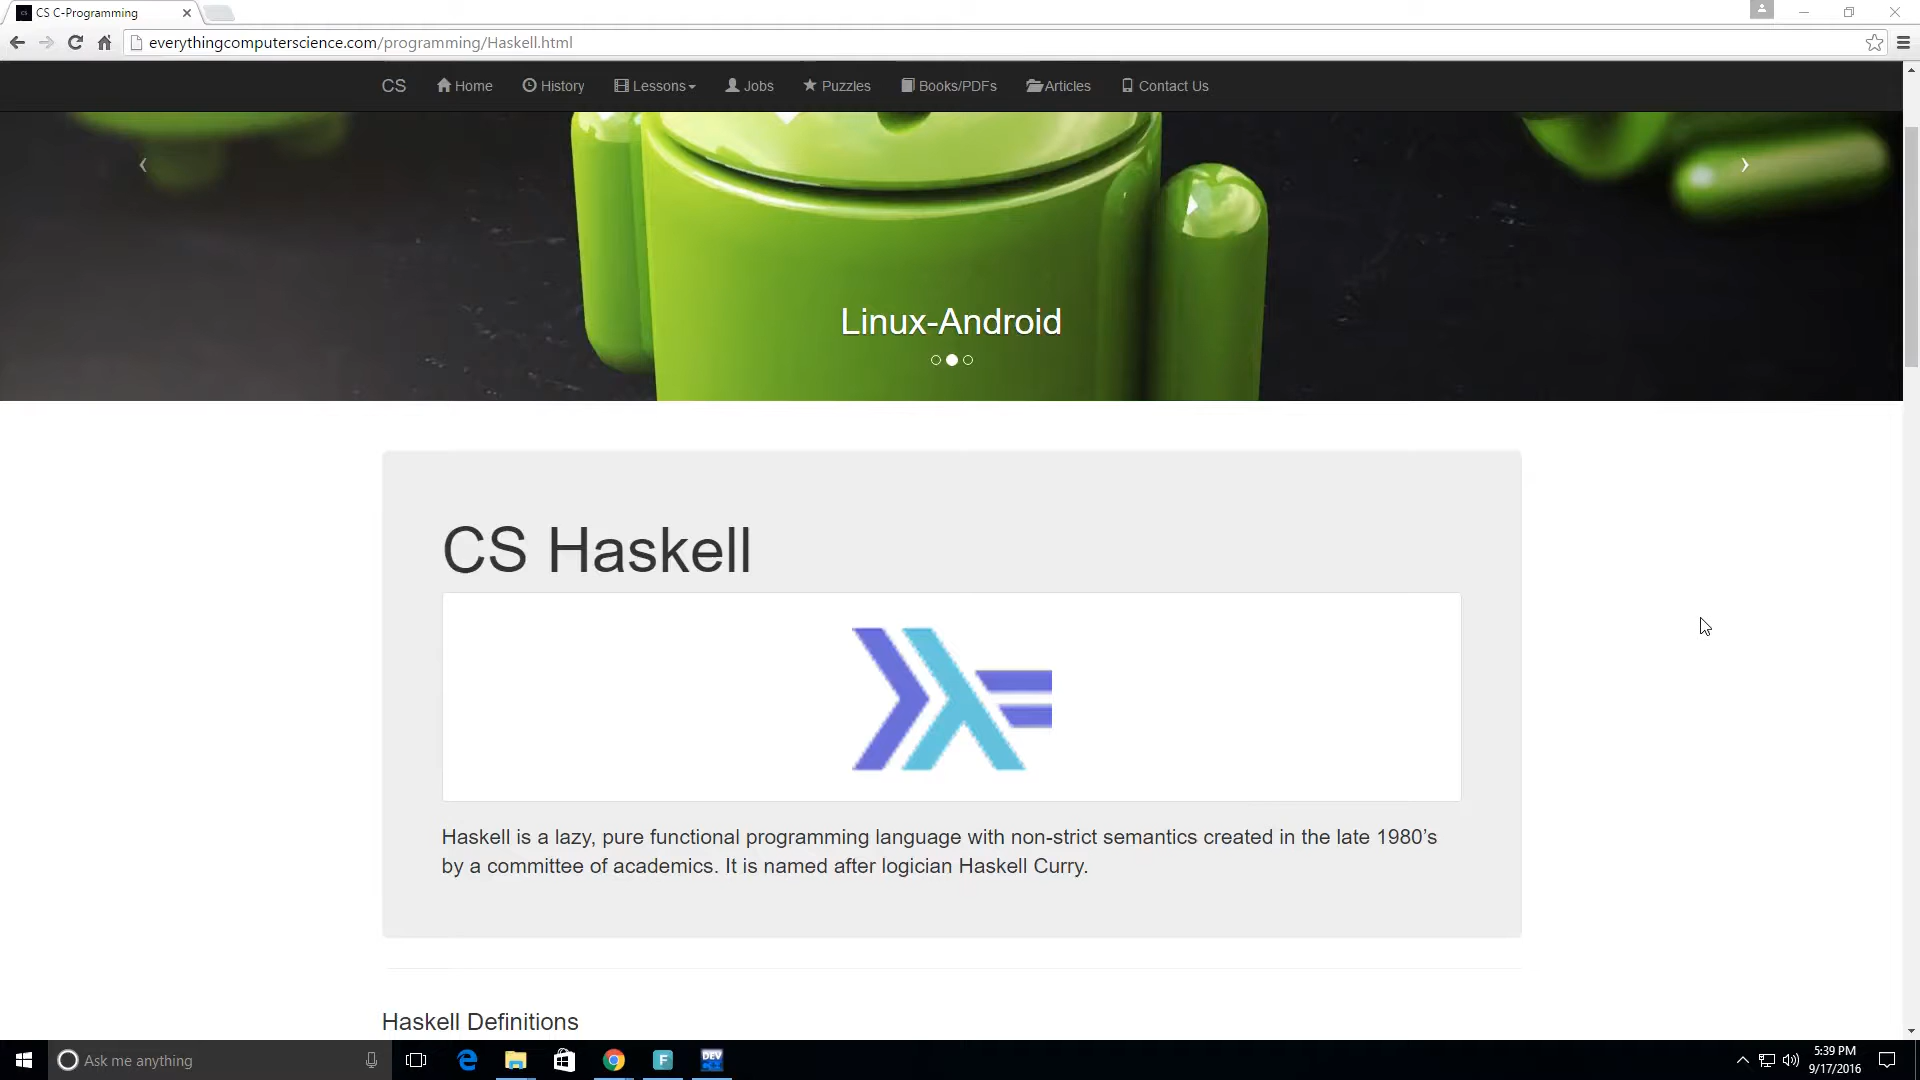 CS C-Programming
everythingcomputerscience.com/programming/Haskell.html
CS Home History Lessons Jobs Puzzles Books/PDFs Articles Contact Us
Linux-Android
CS Haskell
Haskell is a lazy, pure functional programming language with non-strict semantics created in the late 1980’s
by a committee of academics. It is named after logician Haskell Curry.
Haskell Definitions
Ask me anything
F
DEV
5:39 PM
9/17/2016